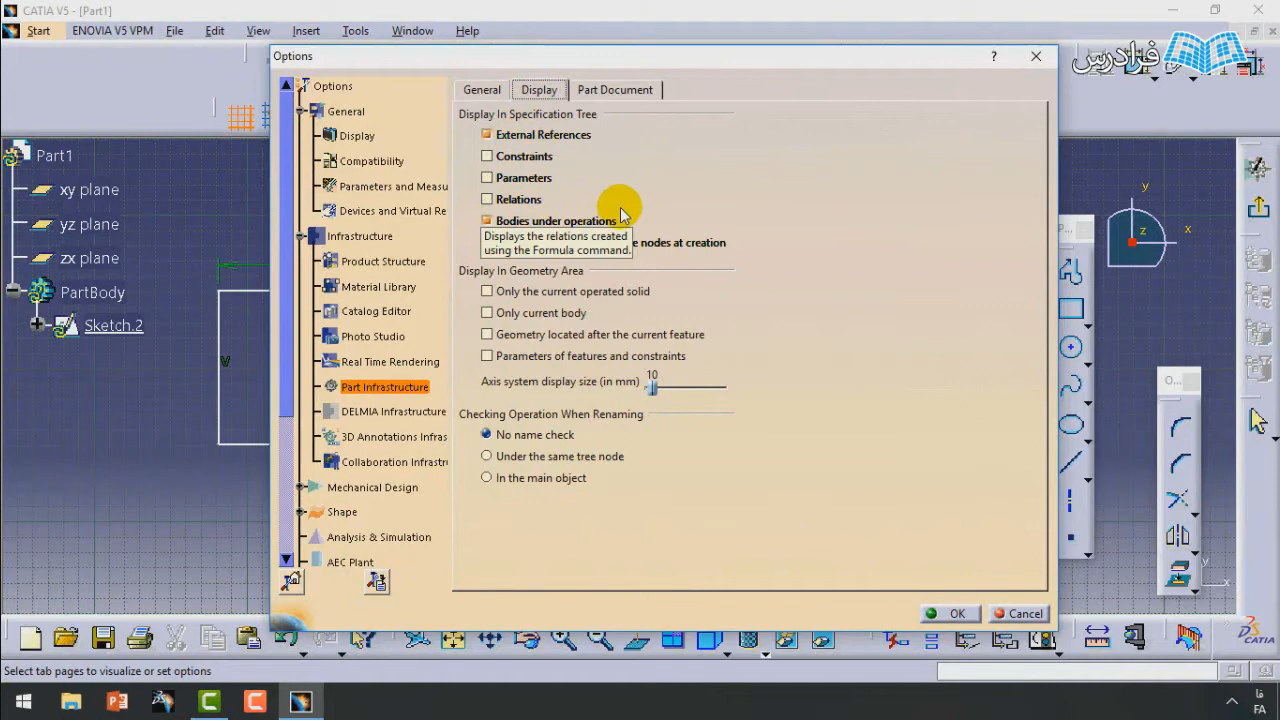 CATIA V5 - [Part1]
Start ENOVIA V5 VPM File Edit View Insert Tools Window Help
فرادرس
Options
General Display Part Document
Options
General
Display
Compatibility
Parameters and Measu
Devices and Virtual Re
Infrastructure
Product Structure
Material Library
Catalog Editor
Photo Studio
Real Time Rendering
Part Infrastructure
DELMIA Infrastructure
3D Annotations Infras
Collaboration Infrastr
Mechanical Design
Shape
Analysis & Simulation
AEC Plant
Display In Specification Tree
External References
Constraints
Parameters
Relations
Bodies under operations
e nodes at creation
Displays the relations created
using the Formula command.
Display In Geometry Area
Only the current operated solid
Only current body
Geometry located after the current feature
Parameters of features and constraints
10
Axis system display size (in mm)
Checking Operation When Renaming
No name check
Under the same tree node
In the main object
OK Cancel
Part1
xy plane
yz plane
zx plane
PartBody
Sketch.2
V
y
z x
P...
O...
y
x
CATIA
Select tab pages to visualize or set options
فا
FA